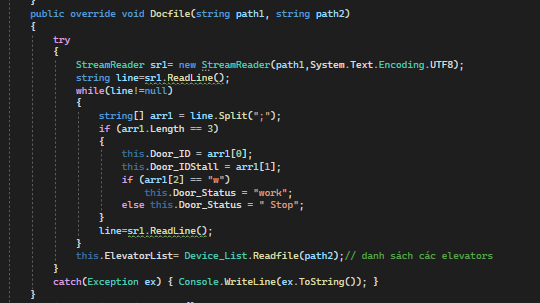 }
public override void Docfile(string path1, string path2)
{
try
{
StreamReader sr1= new StreamReader(path1,System.Text.Encoding.UTF8);
string line=sr1.ReadLine();
while(line!=null)
{
string[] arr1 = line.Split(";");
if (arr1.Length == 3)
{
this.Door_ID = arr1[0];
this.Door_IDStall = arr1[1];
if (arr1[2] == "w")
this.Door_Status = "work";
else this.Door_Status = " Stop";
}
line=sr1.ReadLine();
}
this.ElevatorList= Device_List.Readfile(path2);// danh sách các elevators
}
catch(Exception ex) { Console.WriteLine(ex.ToString()); }
}